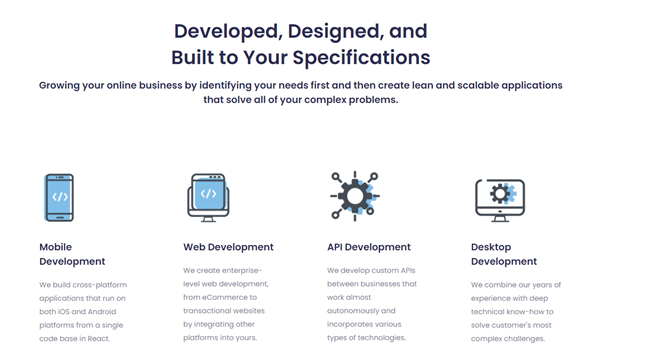 Developed, Designed, and
Built to Your Specifications
Growing your online business by identifying your needs first and then create lean and scalable applications
that solve all of your complex problems.
</>
</>
Mobile
Development
We build cross-platform
applications that run on
both iOS and Android
platforms from a single
code base in React.
Web Development
We create enterprise-
level web development,
from eCommerce to
transactional websites
by integrating other
platforms into yours.
API Development
We develop custom APIs
between businesses that
work almost
autonomously and
incorporates various
types of technologies.
Desktop
Development
We combine our years of
experience with deep
technical know-how to
solve customer's most
complex challenges.